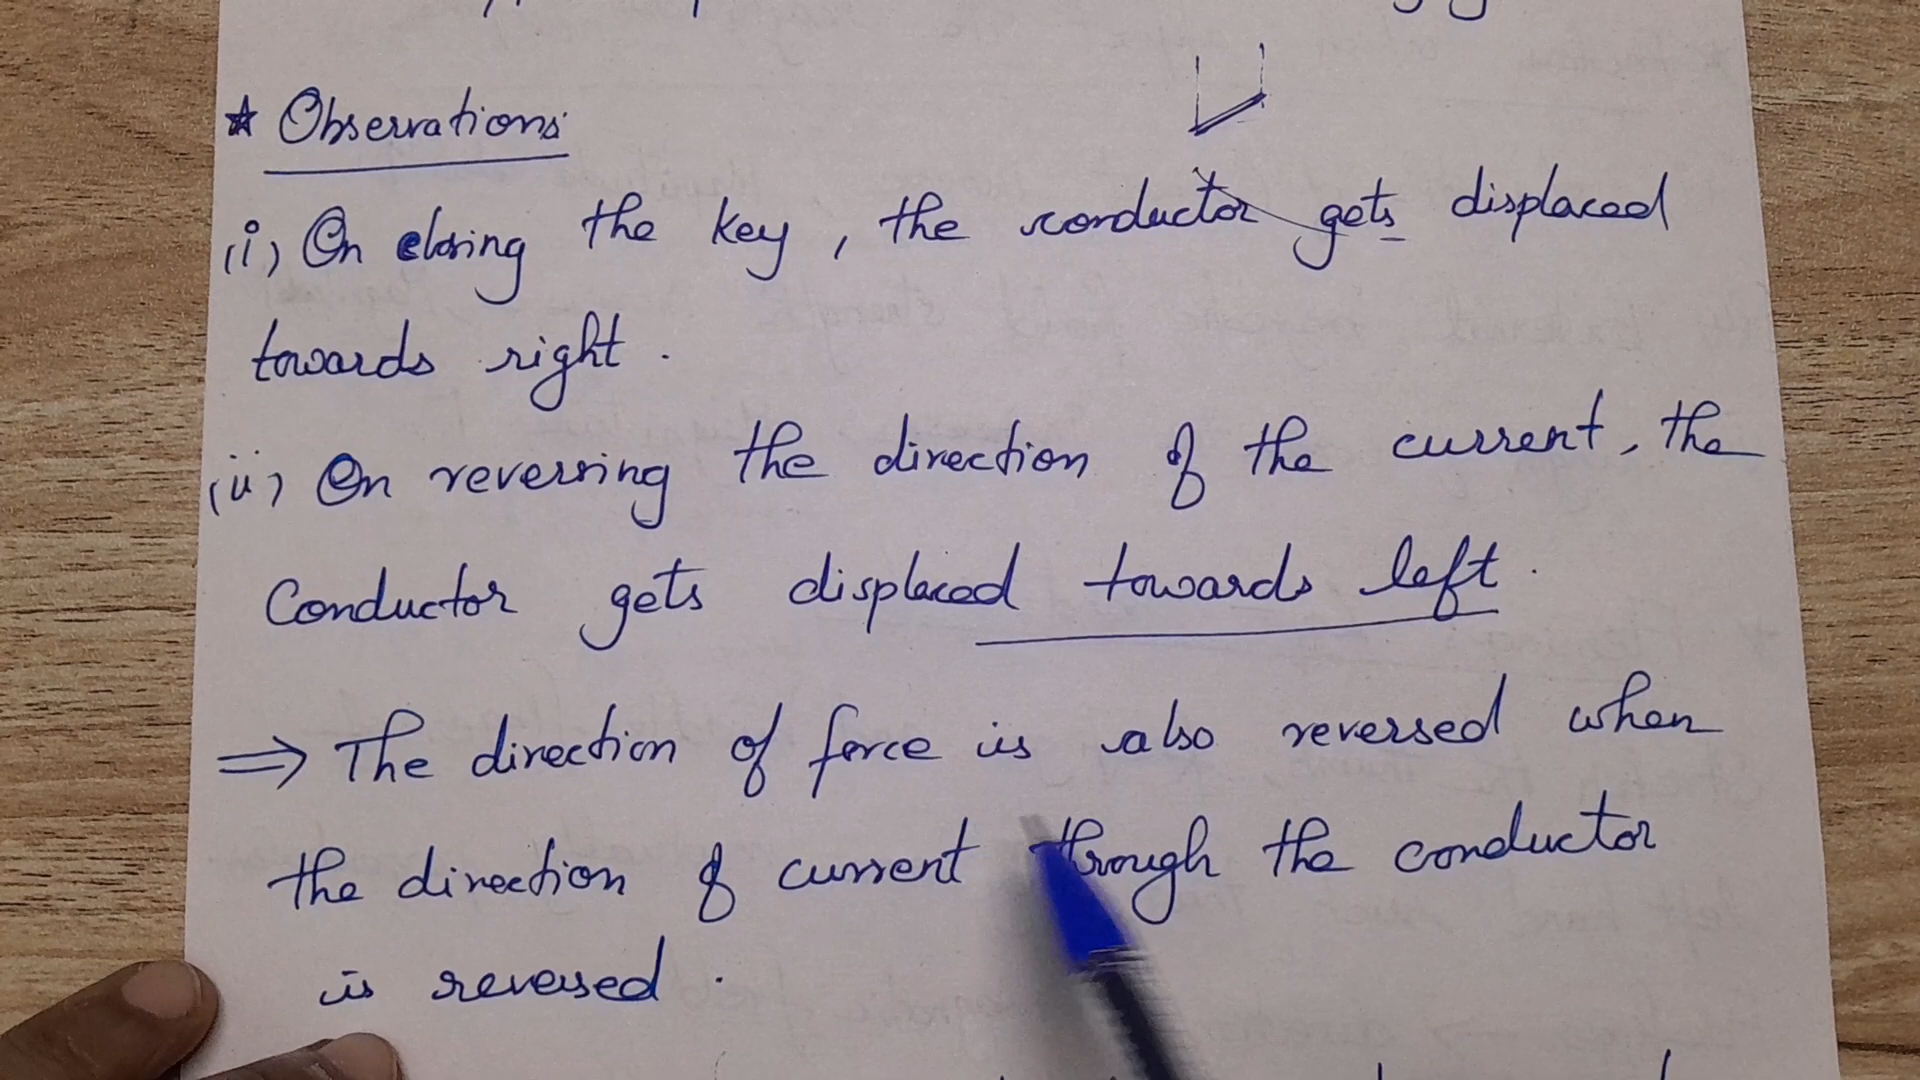 ★ Observations
(i) On closing the key, the conductor gets displaced
towards right.
(ii) On reversing the direction of the current, the
Conductor gets displaced towards left.
⇒ The direction of force is also reversed when
the direction of current through the conductor
is reversed.